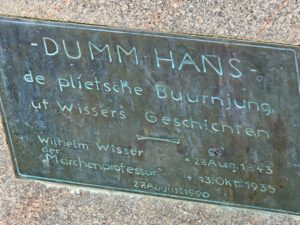 -DUMM HANS-
de plietsche Buurnjung
ut Wissers Geschichten
Wilhelm Wisser
der
"Märchenprofessor"
* 27.Aug.1843
+ 13.Okt.1935
27.August 1990